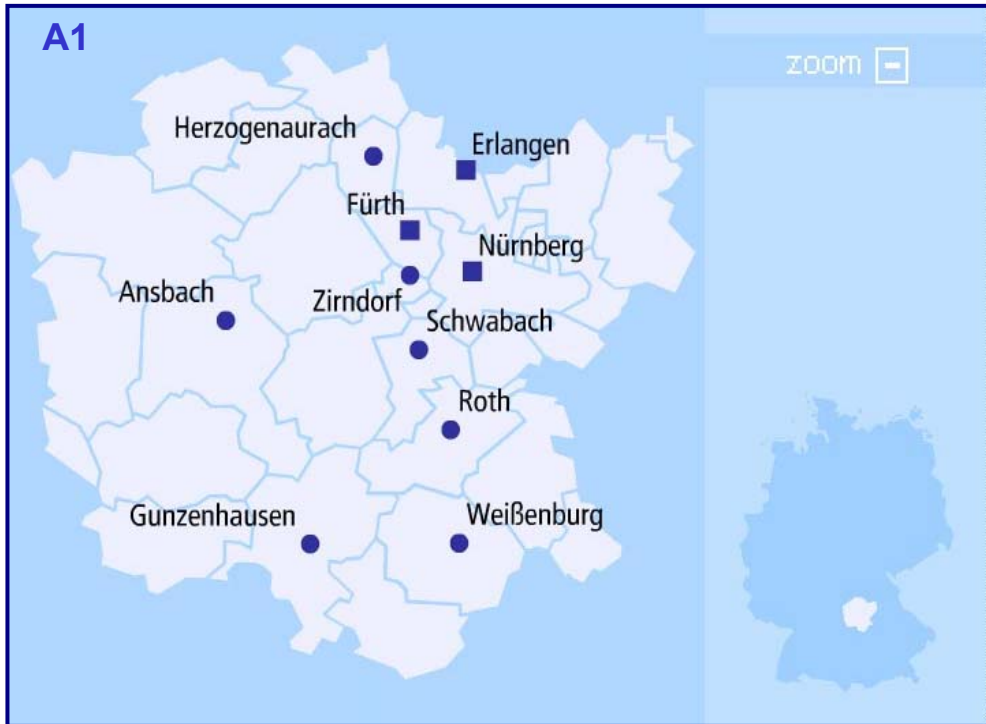 A1
zoom -
Herzogenaurach
Erlangen
Fürth
Nürnberg
Ansbach
Zirndorf
Schwabach
Roth
Gunzenhausen
Weißenburg